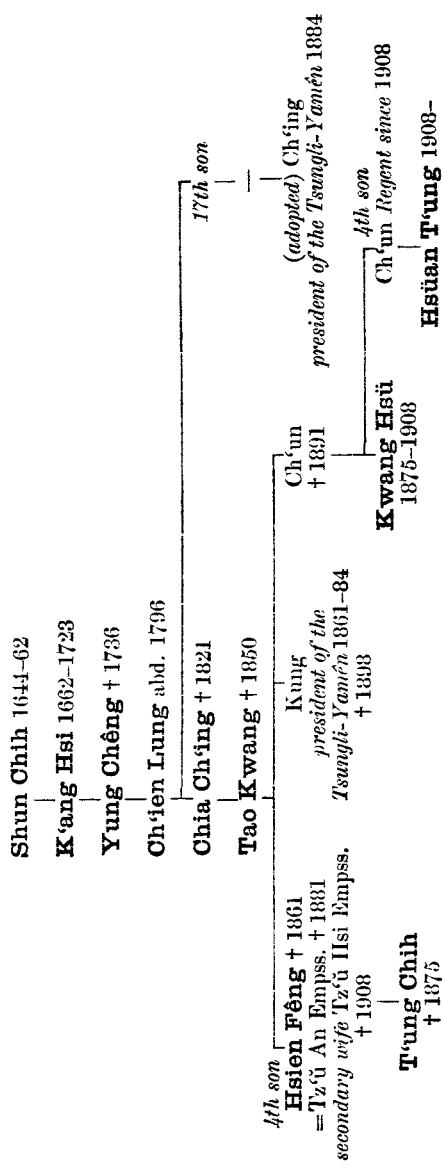 Shun Chih 1644–62
K‘ang Hsi 1662–1723
Yung Chêng † 1736
Ch‘ien Lung abd. 1796
Chia Ch‘ing † 1821
17th son
Tao Kwang † 1850
(adopted) Ch‘ing
president of the Tsungli-Yamên 1884
4th son
Hsien Fêng † 1861
=Tz‘ŭ An Empss. † 1881
secondary wife Tz‘ŭ Hsi Empss.
† 1908
Kung
president of the
Tsungli-Yamên 1861–84
† 1898
Ch‘un
† 1891
T‘ung Chih
† 1875
Kwang Hsü
1875–1908
4th son
Ch‘un Regent since 1908
Hsüan T‘ung 1908–